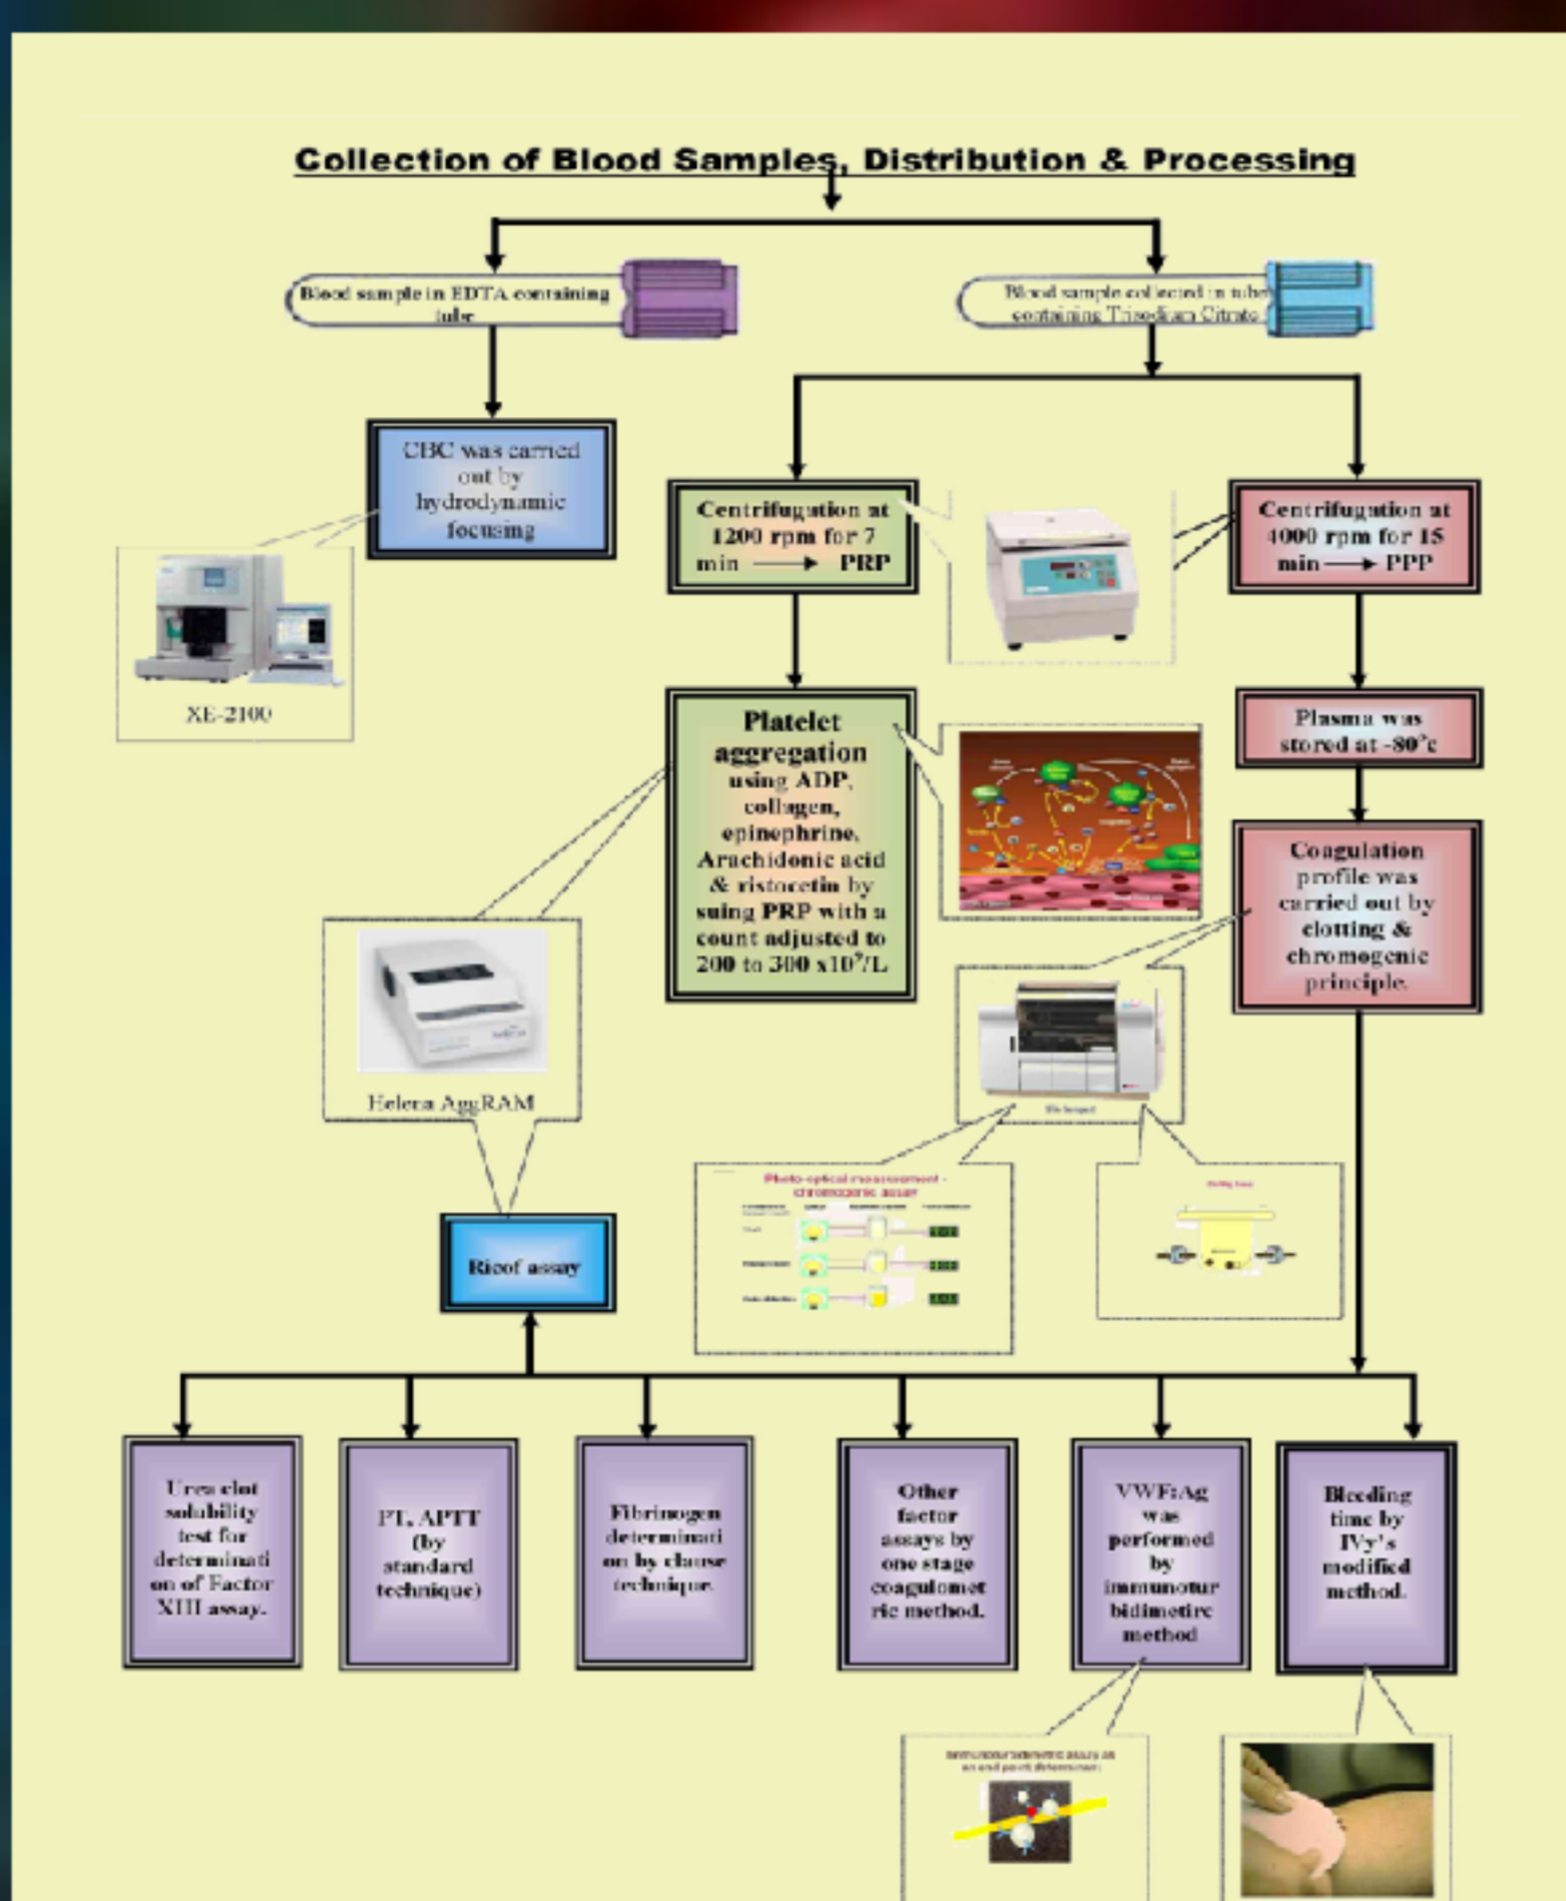 Collection of Blood Samples, Distribution & Processing
Blood sample in EDTA containing
tube
Blood sample collected in tube
containing Trisodium Citrate
CBC was carried
out by
hydrodynamic
focusing
XE-2100
Centrifugation at
1200 rpm for 7
min → PRP
Centrifugation at
4000 rpm for 15
min → PPP
Platelet
aggregation
using ADP,
collagen,
epinephrine,
Arachidonic acid
& ristocetin by
suing PRP with a
count adjusted to
200 to 300 x10⁹/L
Plasma was
stored at -80°c
Coagulation
profile was
carried out by
clotting &
chromogenic
principle.
Helena AggRAM
Photo-optical measurement -
chromogenic assay
Ricof assay
Urea clot
solubility
test for
determinati
on of Factor
XIII assay.
PT, APTT
(by
standard
technique)
Fibrinogen
determinati
on by clause
technique.
Other
factor
assays by
one stage
coagulomet
ric method.
VWF:Ag
was
performed
by
immunotur
bidimetirc
method
Bleeding
time by
IVy's
modified
method.